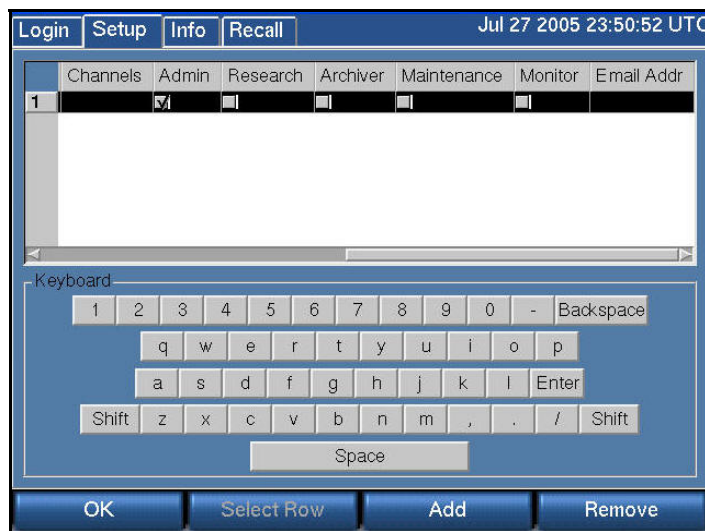 Login Setup Info Recall Jul 27 2005 23:50:52 UTC
Channels Admin Research Archiver Maintenance Monitor Email Addr
1
Keyboard
1 2 3 4 5 6 7 8 9 0 - Backspace
q w e r t y u i o p
a s d f g h j k l Enter
Shift z x c v b n m , . / Shift
Space
OK Select Row Add Remove